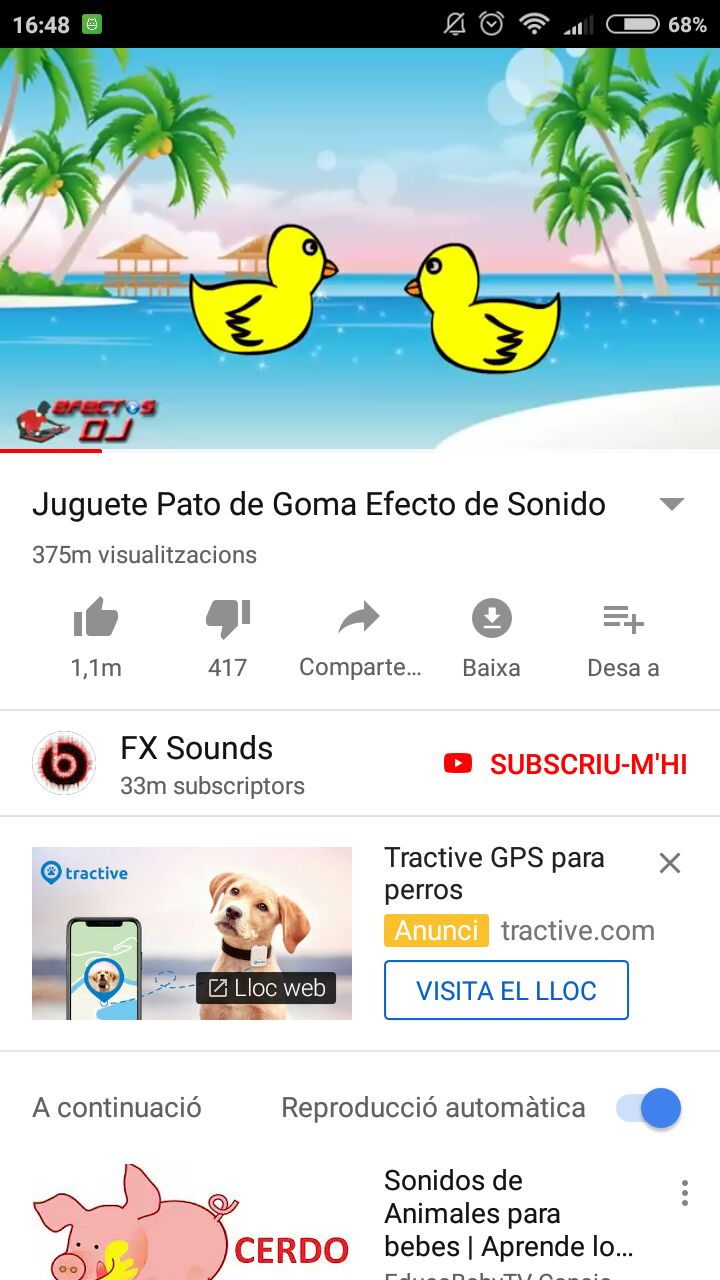 16:48
68%
EFECTOS
DJ
Juguete Pato de Goma Efecto de Sonido
375m visualitzacions
1,1m
417
Comparte...
Baixa
Desa a
FX Sounds
33m subscriptors
SUBSCRIU-M'HI
tractive
Lloc web
Tractive GPS para
perros
Anunci tractive.com
VISITA EL LLOC
A continuació
Reproducció automàtica
CERDO
Sonidos de
Animales para
bebes | Aprende lo...